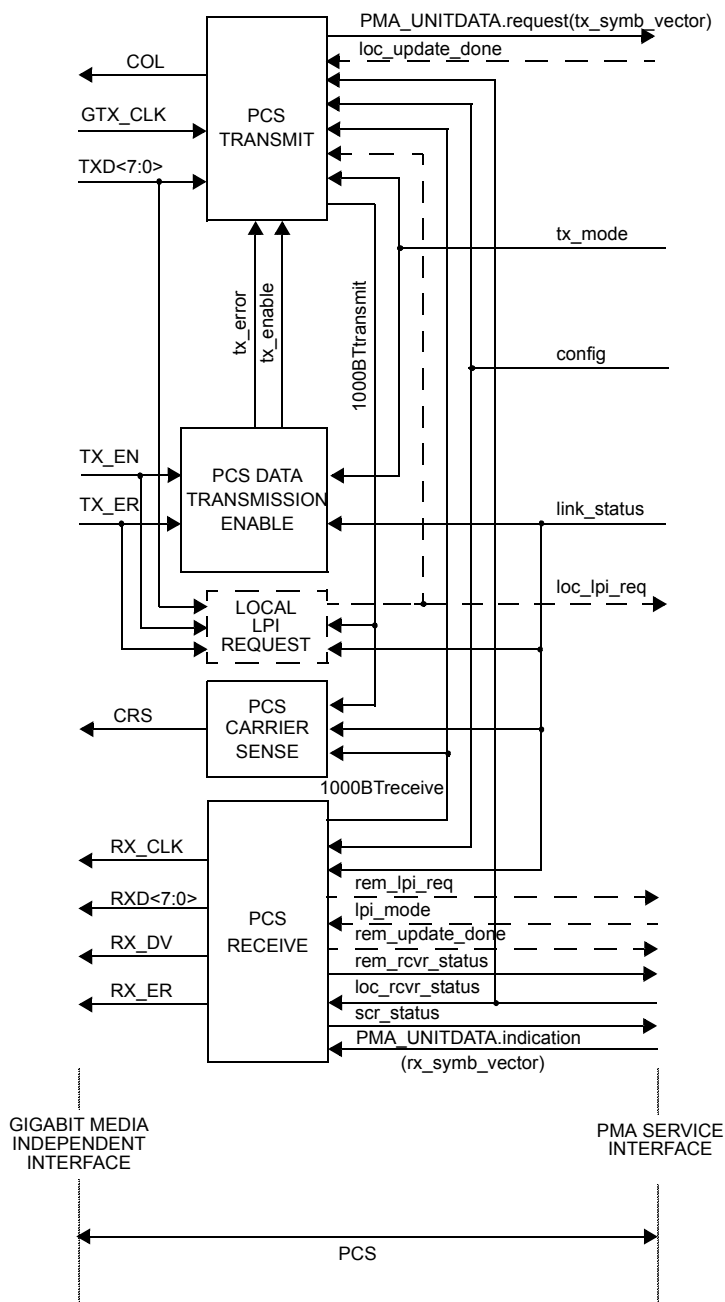 PMA_UNITDATA.request(tx_symb_vector)
loc_update_done
COL
GTX_CLK
TXD<7:0>
PCS
TRANSMIT
tx_mode
tx_error
tx_enable
1000BTtransmit
config
TX_EN
TX_ER
PCS DATA
TRANSMISSION
ENABLE
link_status
LOCAL
LPI
REQUEST
loc_lpi_req
CRS
PCS
CARRIER
SENSE
1000BTreceive
RX_CLK
RXD<7:0>
RX_DV
RX_ER
PCS
RECEIVE
rem_lpi_req
lpi_mode
rem_update_done
rem_rcvr_status
loc_rcvr_status
scr_status
PMA_UNITDATA.indication
(rx_symb_vector)
GIGABIT MEDIA
INDEPENDENT
INTERFACE
PMA SERVICE
INTERFACE
PCS